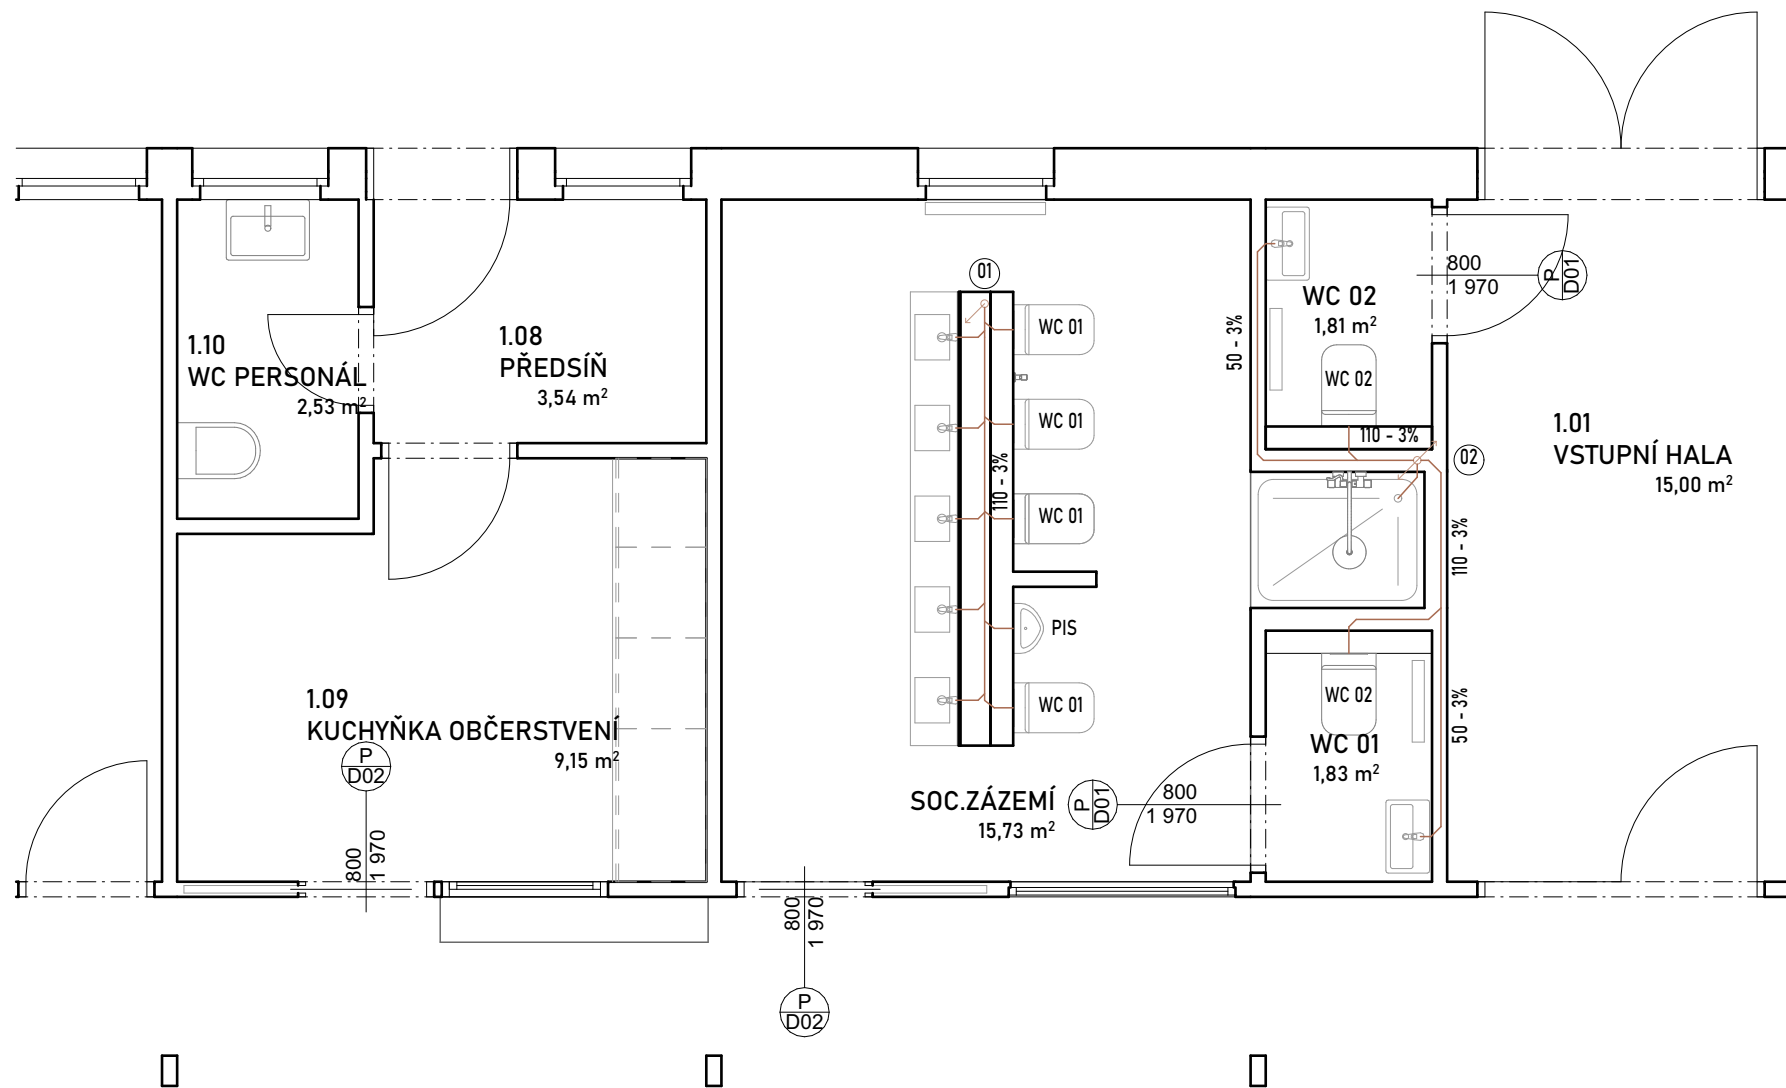 01
800
1 970
P
D01
WC 02
1,81 m²
WC 01
50 - 3%
1.10
WC PERSONÁL
2,53 m²
1.08
PŘEDSÍŇ
3,54 m²
WC 02
WC 01
110 - 3%
1.01
VSTUPNÍ HALA
15,00 m²
02
110 - 3%
WC 01
110 - 3%
PIS
1.09
KUCHYŇKA OBČERSTVENÍ
9,15 m²
WC 01
WC 02
50 - 3%
WC 01
1,83 m²
P
D02
800
1 970
SOC.ZÁZEMÍ
15,73 m²
P
D01
800
1 970
800
1 970
P
D02